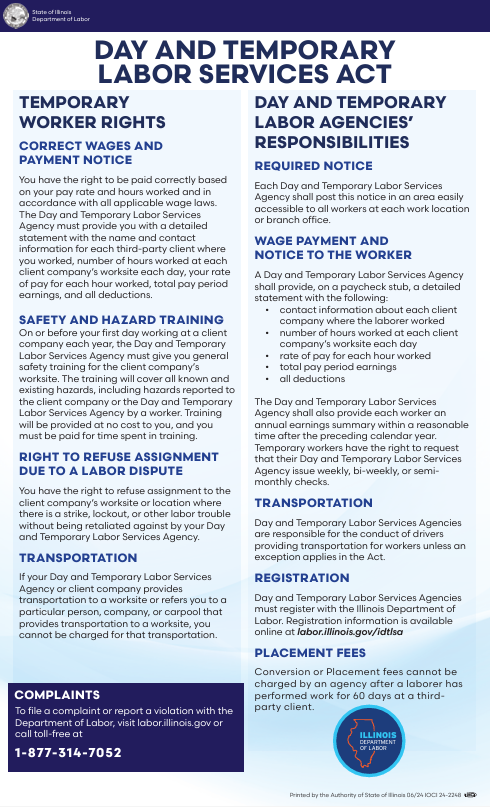 State of Illinois
Department of Labor
DAY AND TEMPORARY
LABOR SERVICES ACT
TEMPORARY
WORKER RIGHTS
CORRECT WAGES AND
PAYMENT NOTICE
You have the right to be paid correctly based
on your pay rate and hours worked and in
accordance with all applicable wage laws.
The Day and Temporary Labor Services
Agency must provide you with a detailed
statement with the name and contact
information for each third-party client where
you worked, number of hours worked at each
client company's worksite each day, your rate
of pay for each hour worked, total pay period
earnings, and all deductions.
SAFETY AND HAZARD TRAINING
On or before your first day working at a client
company each year, the Day and Temporary
Labor Services Agency must give you general
safety training for the client company's
worksite. The training will cover all known and
existing hazards, including hazards reported to
the client company or the Day and Temporary
Labor Services Agency by a worker. Training
will be provided at no cost to you, and you
must be paid for time spent in training.
RIGHT TO REFUSE ASSIGNMENT
DUE TO A LABOR DISPUTE
You have the right to refuse assignment to the
client company's worksite or location where
there is a strike, lockout, or other labor trouble
without being retaliated against by your Day
and Temporary Services Agency.
TRANSPORTATION
If your Day and Temporary Labor Services
Agency or client company provides
transportation to a worksite or refers you to a
particular person, company, or carpool that
provides transportation to a worksite, you
cannot be charged for that transportation.
COMPLAINTS
To file a complaint or report a violation with the
Department of Labor, visit labor.illinois.gov or
call toll-free at
1-877-314-7052
DAY AND TEMPORARY
LABOR AGENCIES'
RESPONSIBILITIES
REQUIRED NOTICE
Each Day and Temporary Labor Services
Agency shall post this notice in an area easily
accessible to all workers at each work location
or branch office.
WAGE PAYMENT AND
NOTICE TO THE WORKER
A Day and Temporary Labor Services Agency
shall provide, on a paycheck stub, a detailed
statement with the following:
• contact information about each client
company where the laborer worked
• number of hours worked at each client
company's worksite each day
• rate of pay for each hour worked
• total pay period earnings
• all deductions
The Day and Temporary Labor Services
Agency shall also provide each worker an
annual earnings summary within a reasonable
time after the preceding calendar year.
Temporary workers have the right to request
that their Day and Temporary Labor Services
Agency issue weekly, bi-weekly, or semi-
monthly checks.
TRANSPORTATION
Day and Temporary Labor Services Agencies
are responsible for the conduct of drivers
providing transportation for workers unless an
exception applies in the Act.
REGISTRATION
Day and Temporary Labor Services Agencies
must register with the Illinois Department of
Labor. Registration information is available
online at labor.illinois.gov/idtlsa
PLACEMENT FEES
Conversion or Placement fees cannot be
charged by an agency after a laborer has
performed work for 60 days at a third-
party client.
ILLINOIS
DEPARTMENT
OF LABOR
Printed by the Authority of State of Illinois 06/24 IOCI 24-2248